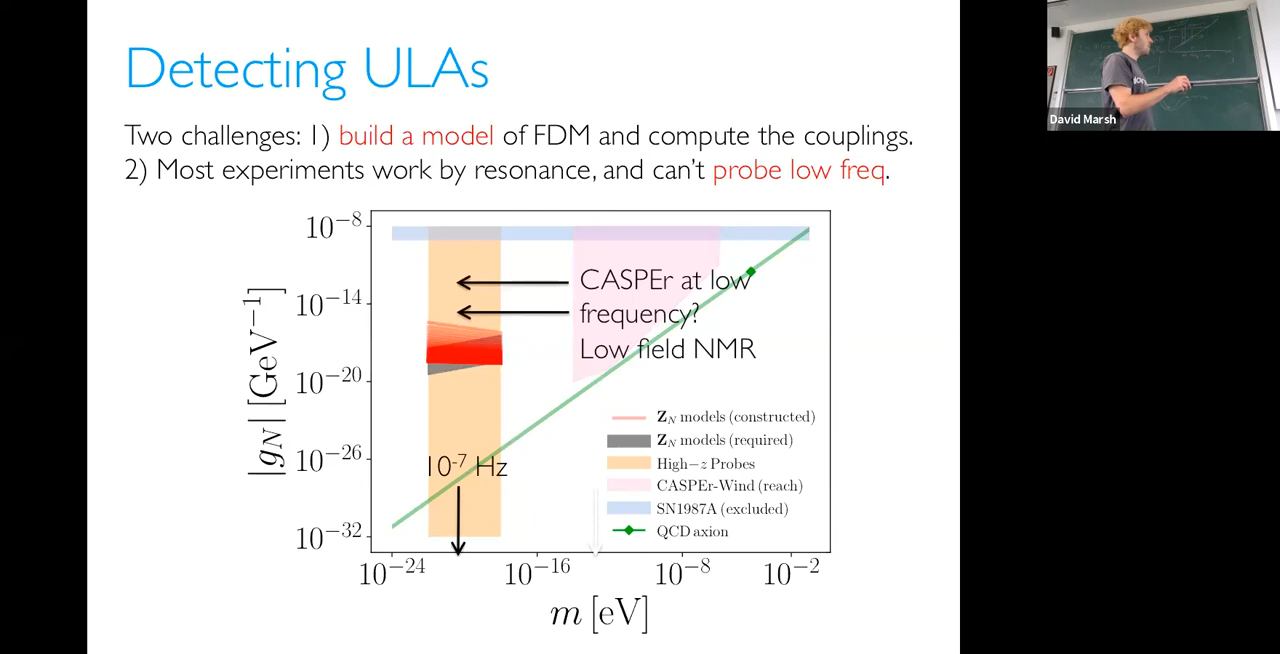 Detecting ULAs
Two challenges: 1) build a model of FDM and compute the couplings.
2) Most experiments work by resonance, and can't probe low freq.
David Marsh
10⁻⁸
10⁻¹⁴
10⁻²⁰
10⁻²⁶
10⁻³²
|g_N| [GeV⁻¹]
CASPEr at low
frequency?
Low field NMR
Z_N models (constructed)
Z_N models (required)
High−z Probes
CASPEr-Wind (reach)
SN1987A (excluded)
QCD axion
10⁻⁷ Hz
10⁻²⁴ 10⁻¹⁶ 10⁻⁸ 10⁻²
m [eV]